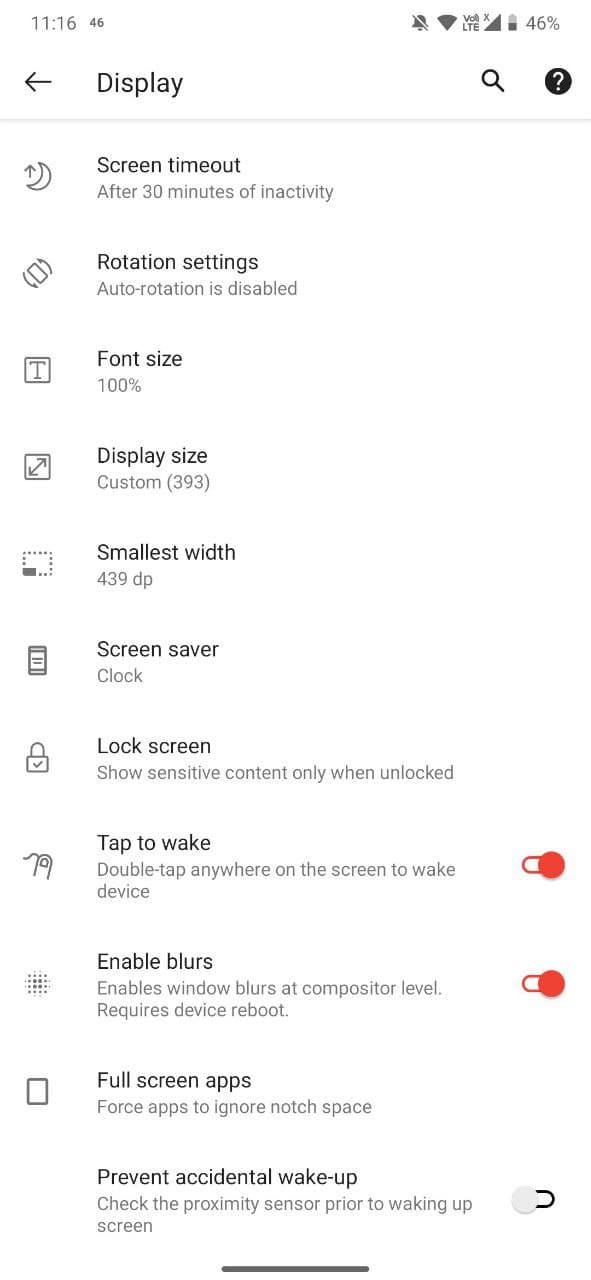 11:16 46 Vo) LTE X 46%
Display ?
Screen timeout
After 30 minutes of inactivity
Rotation settings
Auto-rotation is disabled
Font size
100%
Display size
Custom (393)
Smallest width
439 dp
Screen saver
Clock
Lock screen
Show sensitive content only when unlocked
Tap to wake
Double-tap anywhere on the screen to wake
device
Enable blurs
Enables window blurs at compositor level.
Requires device reboot.
Full screen apps
Force apps to ignore notch space
Prevent accidental wake-up
Check the proximity sensor prior to waking up
screen